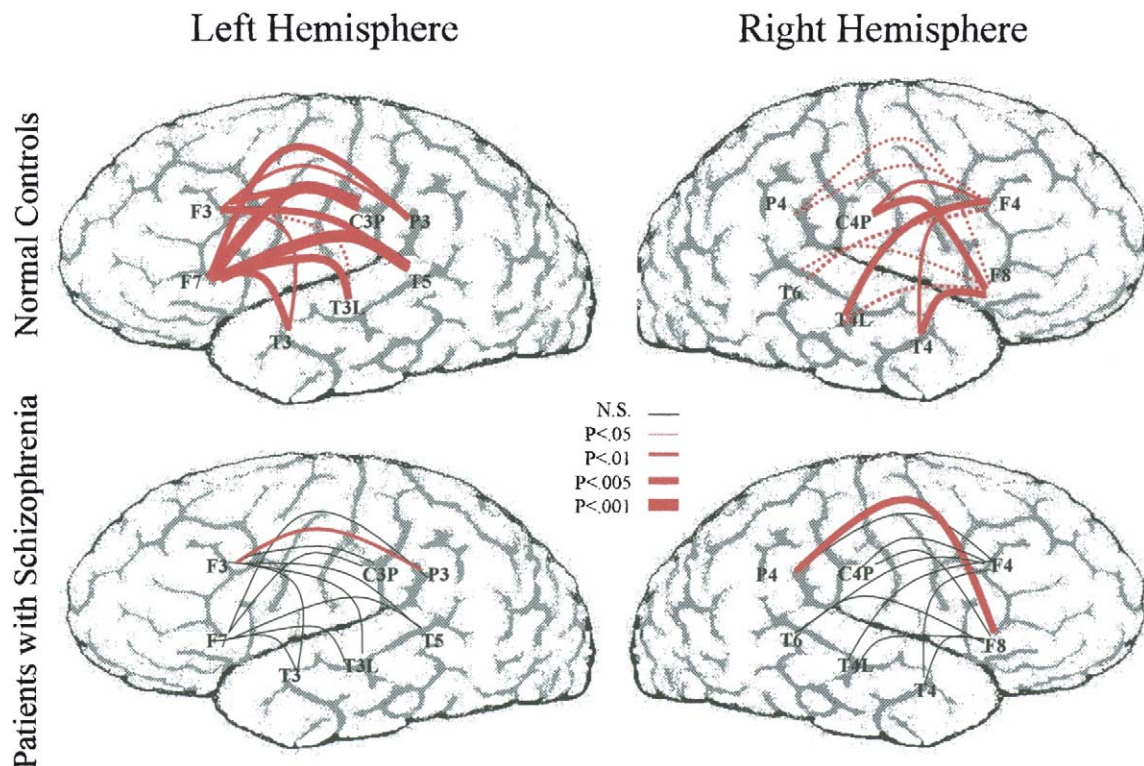 Left Hemisphere
Right Hemisphere
Normal Controls
F3
C3P
P3
F7
T5
T3L
T3
P4
C4P
F4
F8
T6
T4L
T4
N.S.
P<.05
P<.01
P<.005
P<.001
Patients with Schizophrenia
F3
C3P
P3
F7
T5
T3
T3L
P4
C4P
F4
T6
F8
T4L
T4